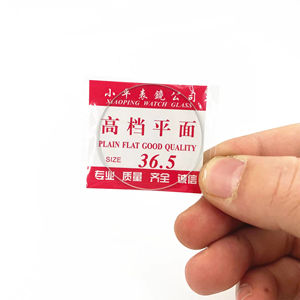 小平表鏡公司
XIAOPING WATCH GLASS
高档平面
PLAIN FLAT GOOD QUALITY
SIZE 36.5
专业 质量 齐全 诚信